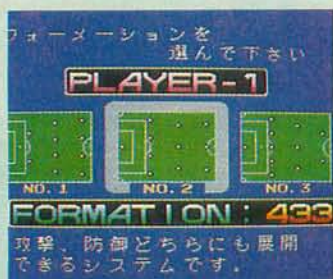 フォーメーションを
選んで下さい
PLAYER-1
NO.1 NO.2 NO.3
FORMATION: 433
攻撃、防御どちらにも展開
できるシステムです。